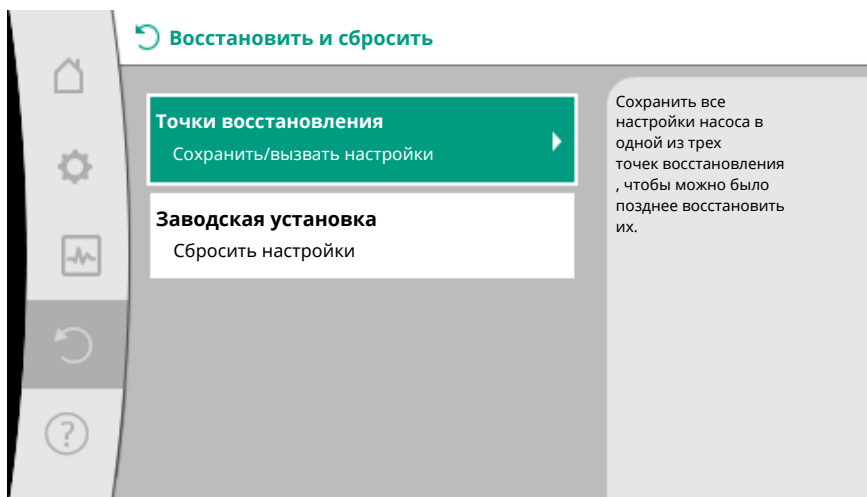 Восстановить и сбросить
Точки восстановления
Сохранить/вызвать настройки
Заводская установка
Сбросить настройки
Сохранить все
настройки насоса в
одной из трех
точек восстановления
, чтобы можно было
позднее восстановить
их.
?